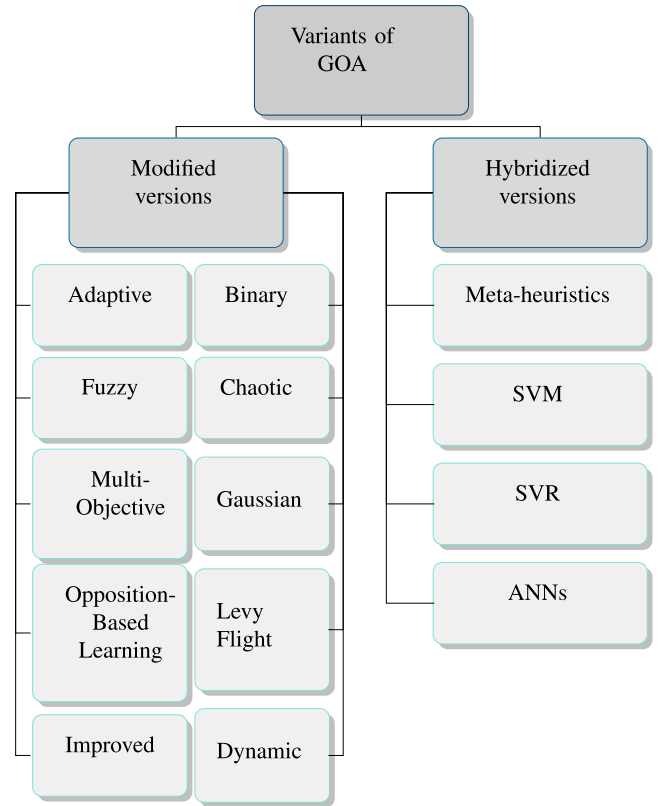 Variants of
GOA
Modified
versions
Hybridized
versions
Adaptive
Binary
Meta-heuristics
Fuzzy
Chaotic
SVM
Multi-
Objective
Gaussian
SVR
Opposition-
Based
Learning
Levy
Flight
ANNs
Improved
Dynamic